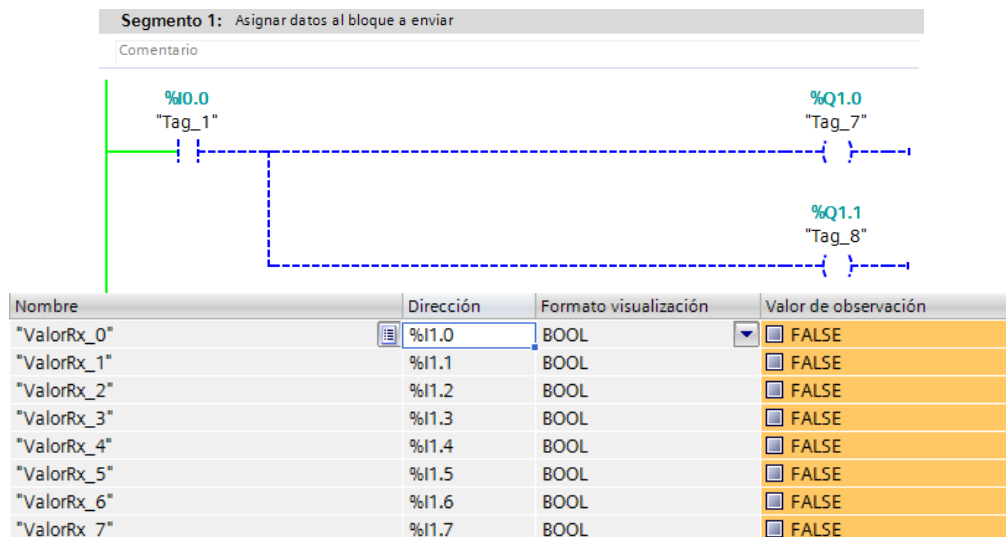 Segmento 1: Asignar datos al bloque a enviar
Comentario
%I0.0 %Q1.0
"Tag_1" "Tag_7"
%Q1.1
"Tag_8"
Nombre Dirección Formato visualización Valor de observación
"ValorRx_0" %I1.0 BOOL FALSE
"ValorRx_1" %I1.1 BOOL FALSE
"ValorRx_2" %I1.2 BOOL FALSE
"ValorRx_3" %I1.3 BOOL FALSE
"ValorRx_4" %I1.4 BOOL FALSE
"ValorRx_5" %I1.5 BOOL FALSE
"ValorRx_6" %I1.6 BOOL FALSE
"ValorRx_7" %I1.7 BOOL FALSE